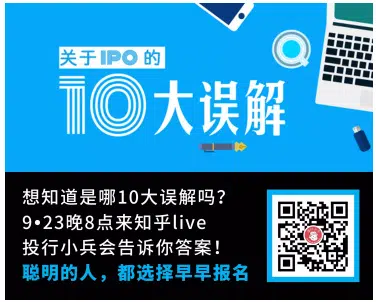 关于IPO的
10大误解
想知道是哪10大误解吗？
9•23晚8点来知乎live
投行小兵会告诉你答案！
聪明的人，都选择早早报名